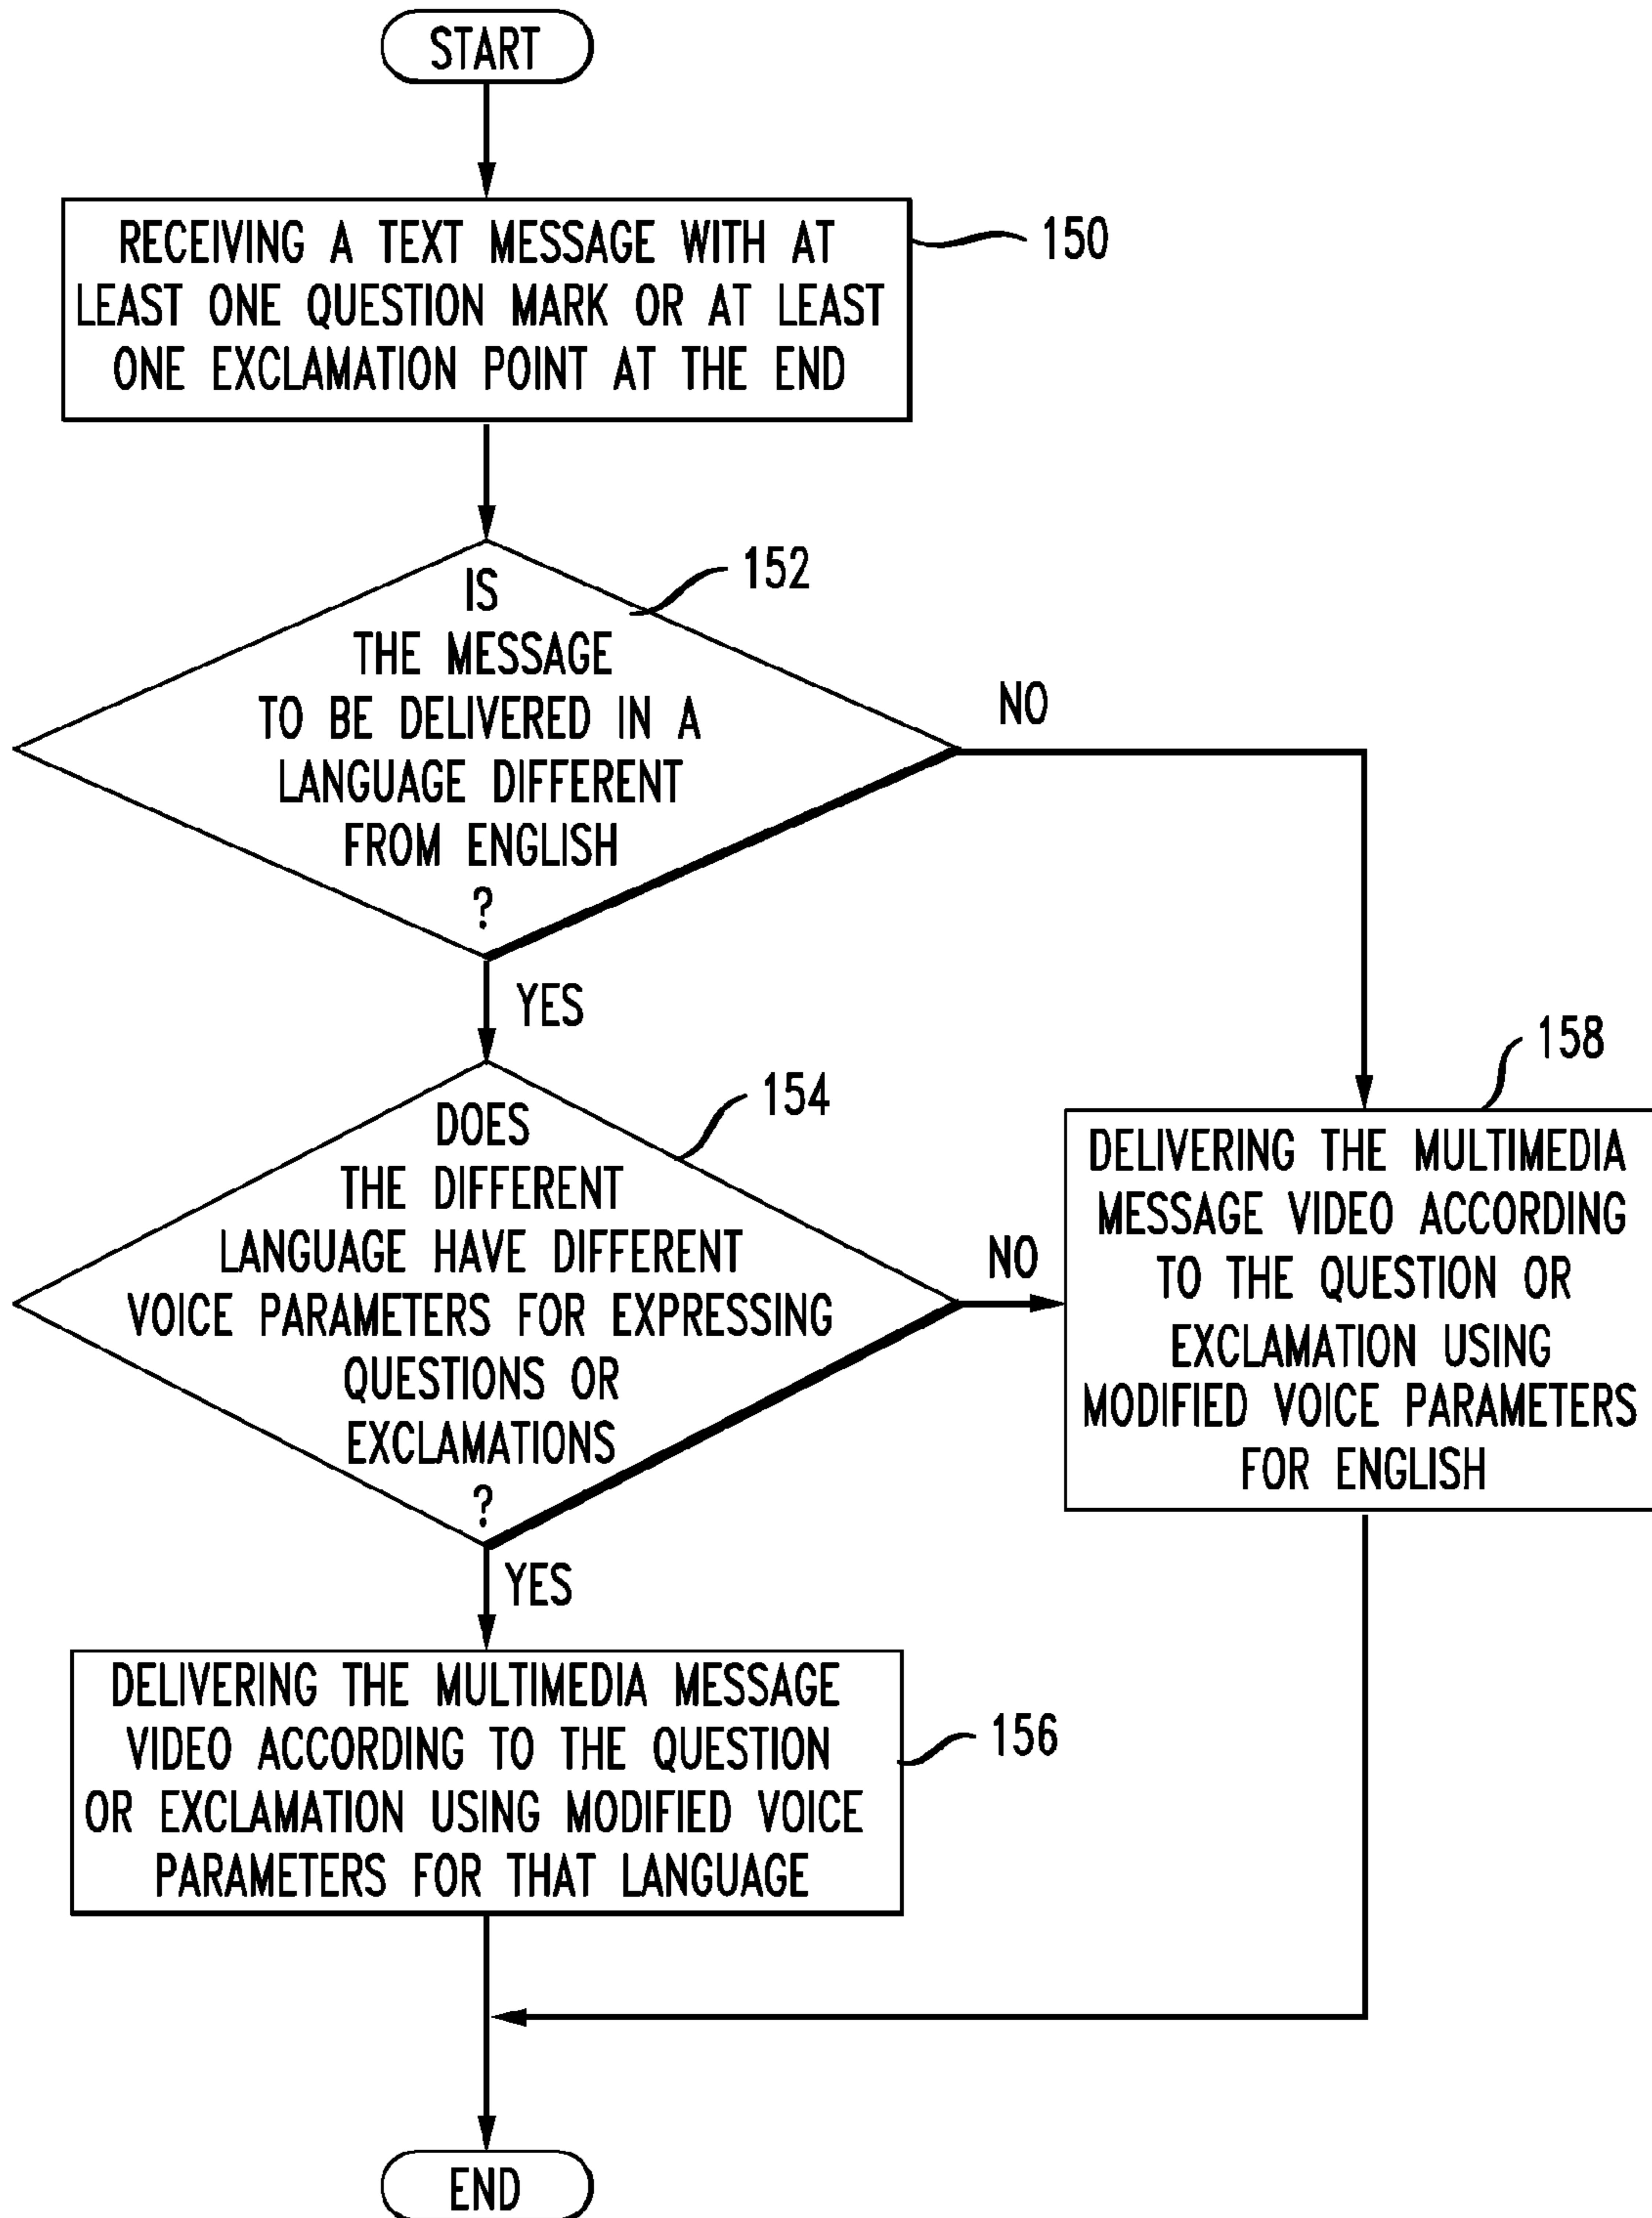 START
RECEIVING A TEXT MESSAGE WITH AT
LEAST ONE QUESTION MARK OR AT LEAST
ONE EXCLAMATION POINT AT THE END
150
IS
THE MESSAGE
TO BE DELIVERED IN A
LANGUAGE DIFFERENT
FROM ENGLISH
?
152
NO
YES
DOES
THE DIFFERENT
LANGUAGE HAVE DIFFERENT
VOICE PARAMETERS FOR EXPRESSING
QUESTIONS OR
EXCLAMATIONS
?
154
NO
YES
158
DELIVERING THE MULTIMEDIA
MESSAGE VIDEO ACCORDING
TO THE QUESTION OR
EXCLAMATION USING
MODIFIED VOICE PARAMETERS
FOR ENGLISH
DELIVERING THE MULTIMEDIA MESSAGE
VIDEO ACCORDING TO THE QUESTION
OR EXCLAMATION USING MODIFIED VOICE
PARAMETERS FOR THAT LANGUAGE
156
END